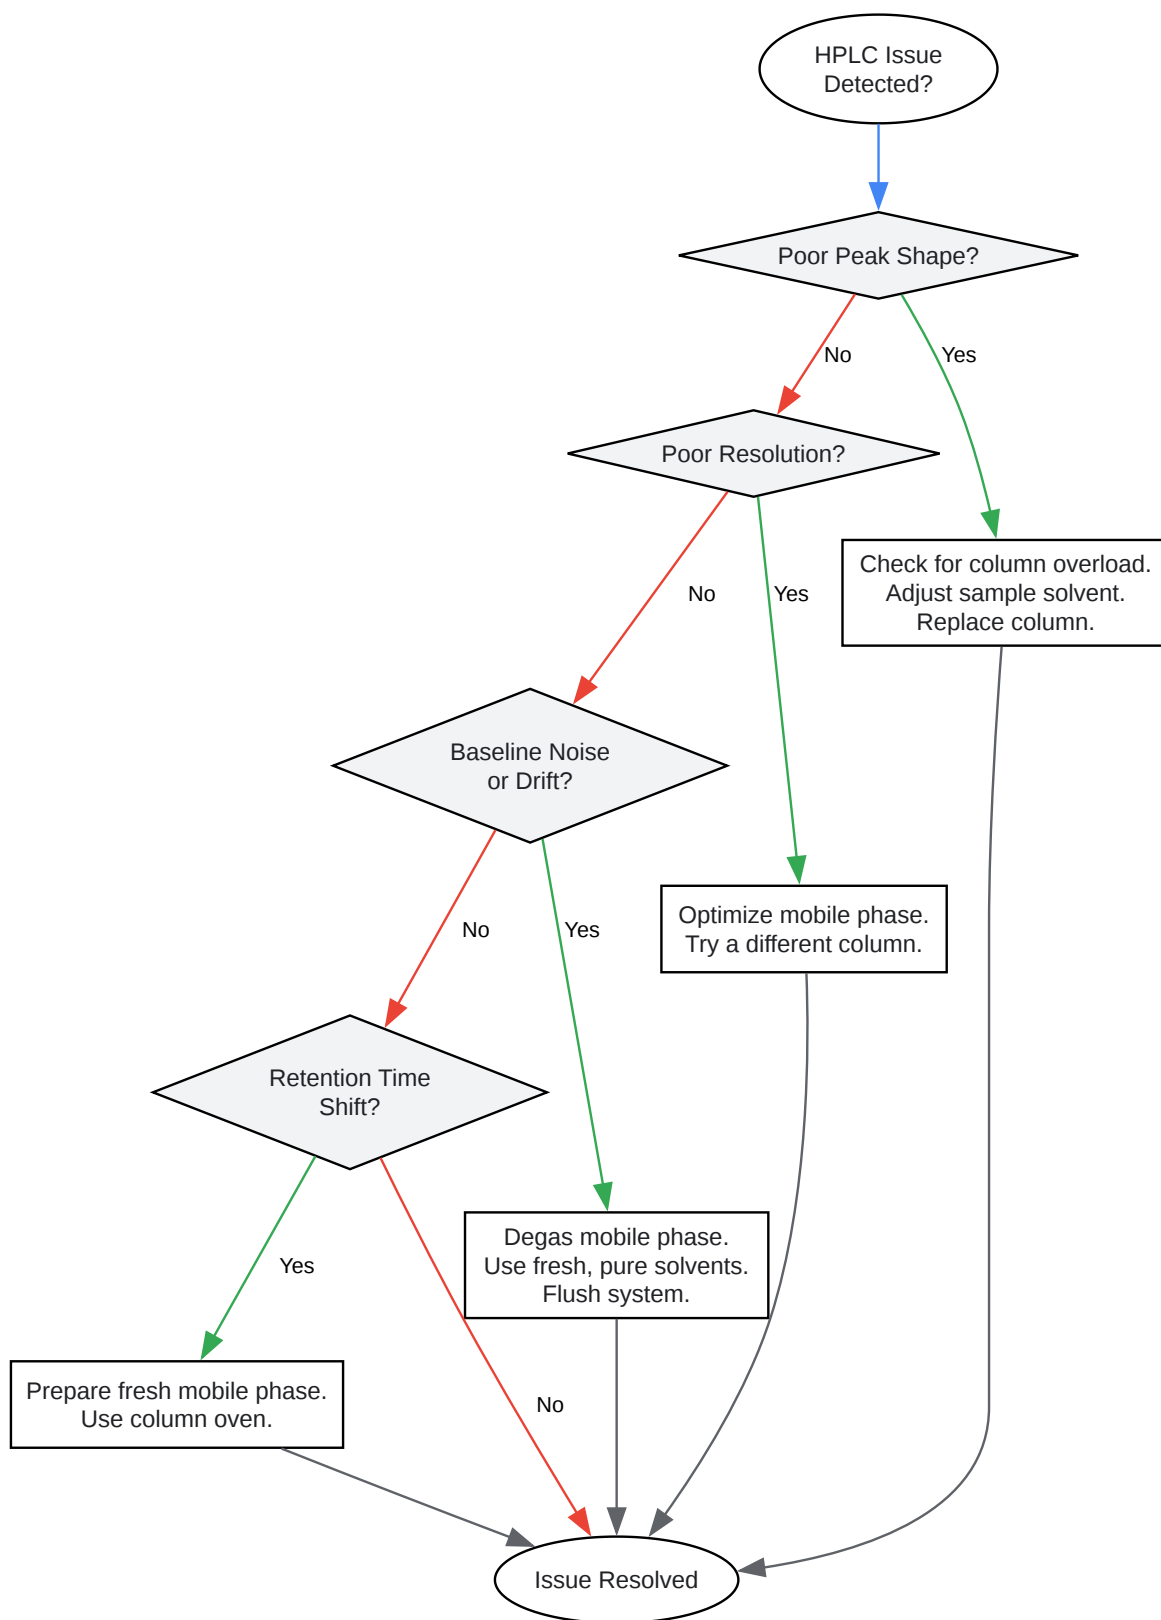 HPLC Issue
Detected?
Poor Peak Shape?
No
Yes
Poor Resolution?
No
Yes
Check for column overload.
Adjust sample solvent.
Replace column.
Baseline Noise
or Drift?
No
Yes
Optimize mobile phase.
Try a different column.
Retention Time
Shift?
Yes
No
Degas mobile phase.
Use fresh, pure solvents.
Flush system.
Prepare fresh mobile phase.
Use column oven.
Issue Resolved